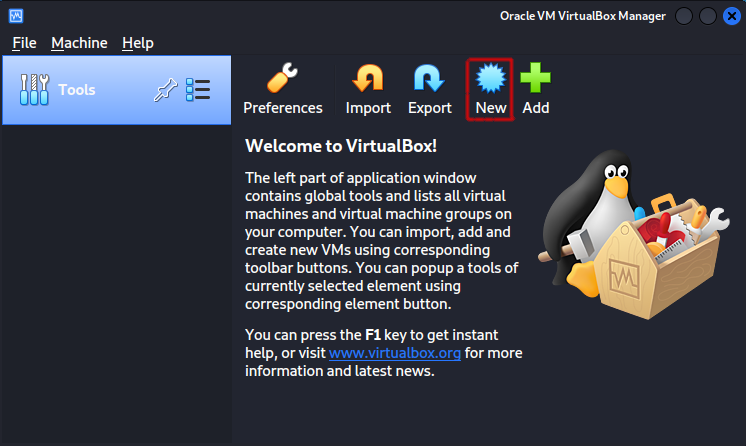 Oracle VM VirtualBox Manager
File Machine Help
Tools
Preferences Import Export New Add
Welcome to VirtualBox!
The left part of application window
contains global tools and lists all virtual
machines and virtual machine groups on
your computer. You can import, add and
create new VMs using corresponding
toolbar buttons. You can popup a tools of
currently selected element using
corresponding element button.
You can press the F1 key to get instant
help, or visit www.virtualbox.org for more
information and latest news.